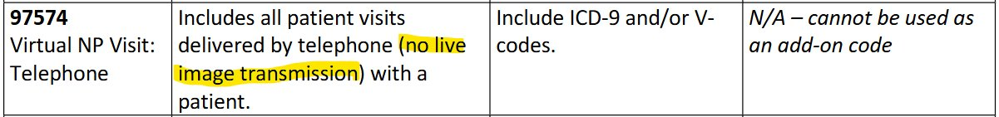 97574
Virtual NP Visit:
Telephone
Includes all patient visits
delivered by telephone (no live
image transmission) with a
patient.
Include ICD-9 and/or V-
codes.
N/A – cannot be used as
an add-on code